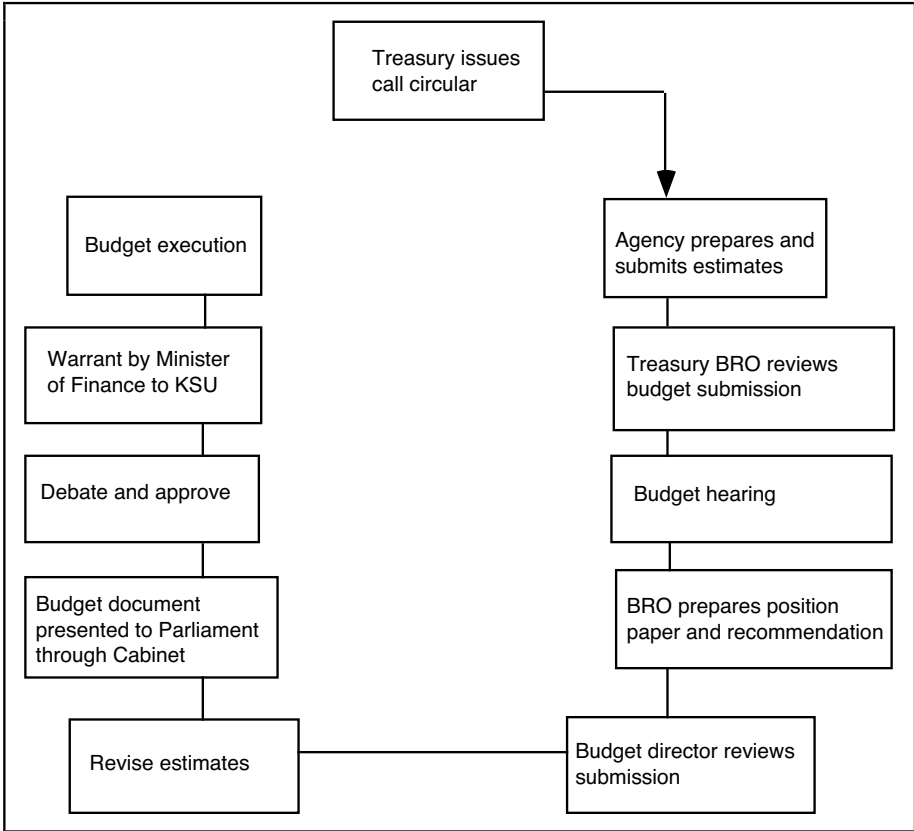 Treasury issues
call circular
Agency prepares and
submits estimates
Treasury BRO reviews
budget submission
Budget hearing
BRO prepares position
paper and recommendation
Budget director reviews
submission
Revise estimates
Budget document
presented to Parliament
through Cabinet
Debate and approve
Warrant by Minister
of Finance to KSU
Budget execution